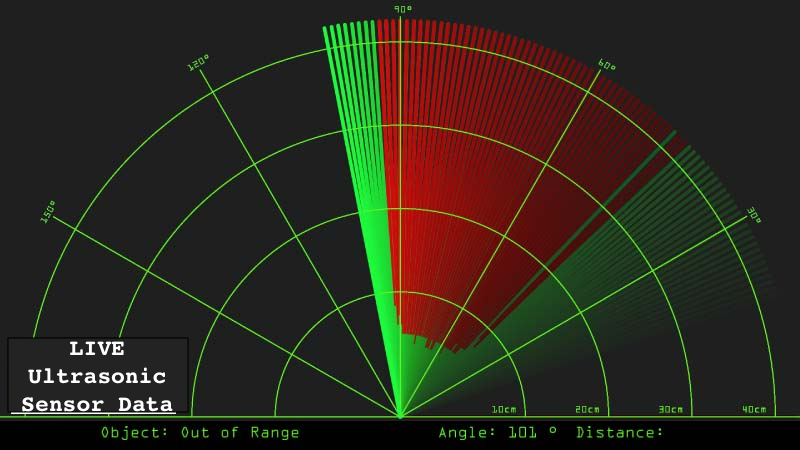 90°
120°
60°
150°
30°
LIVE
Ultrasonic
Sensor Data
10cm 20cm 30cm 40cm
Object: Out of Range Angle: 101 ° Distance: